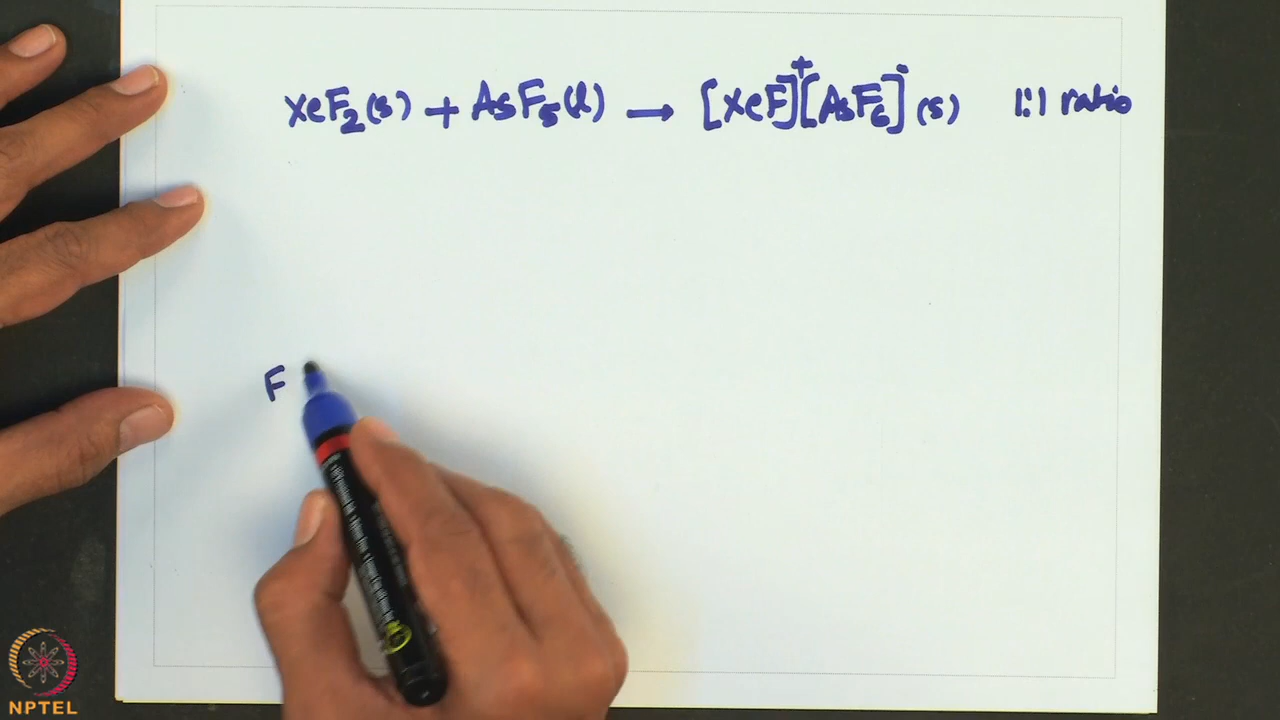 XeF₂(s) + AsF₅(l) → [XeF]⁺[AsF₆]⁻ (s) 1:1 ratio
F
NPTEL